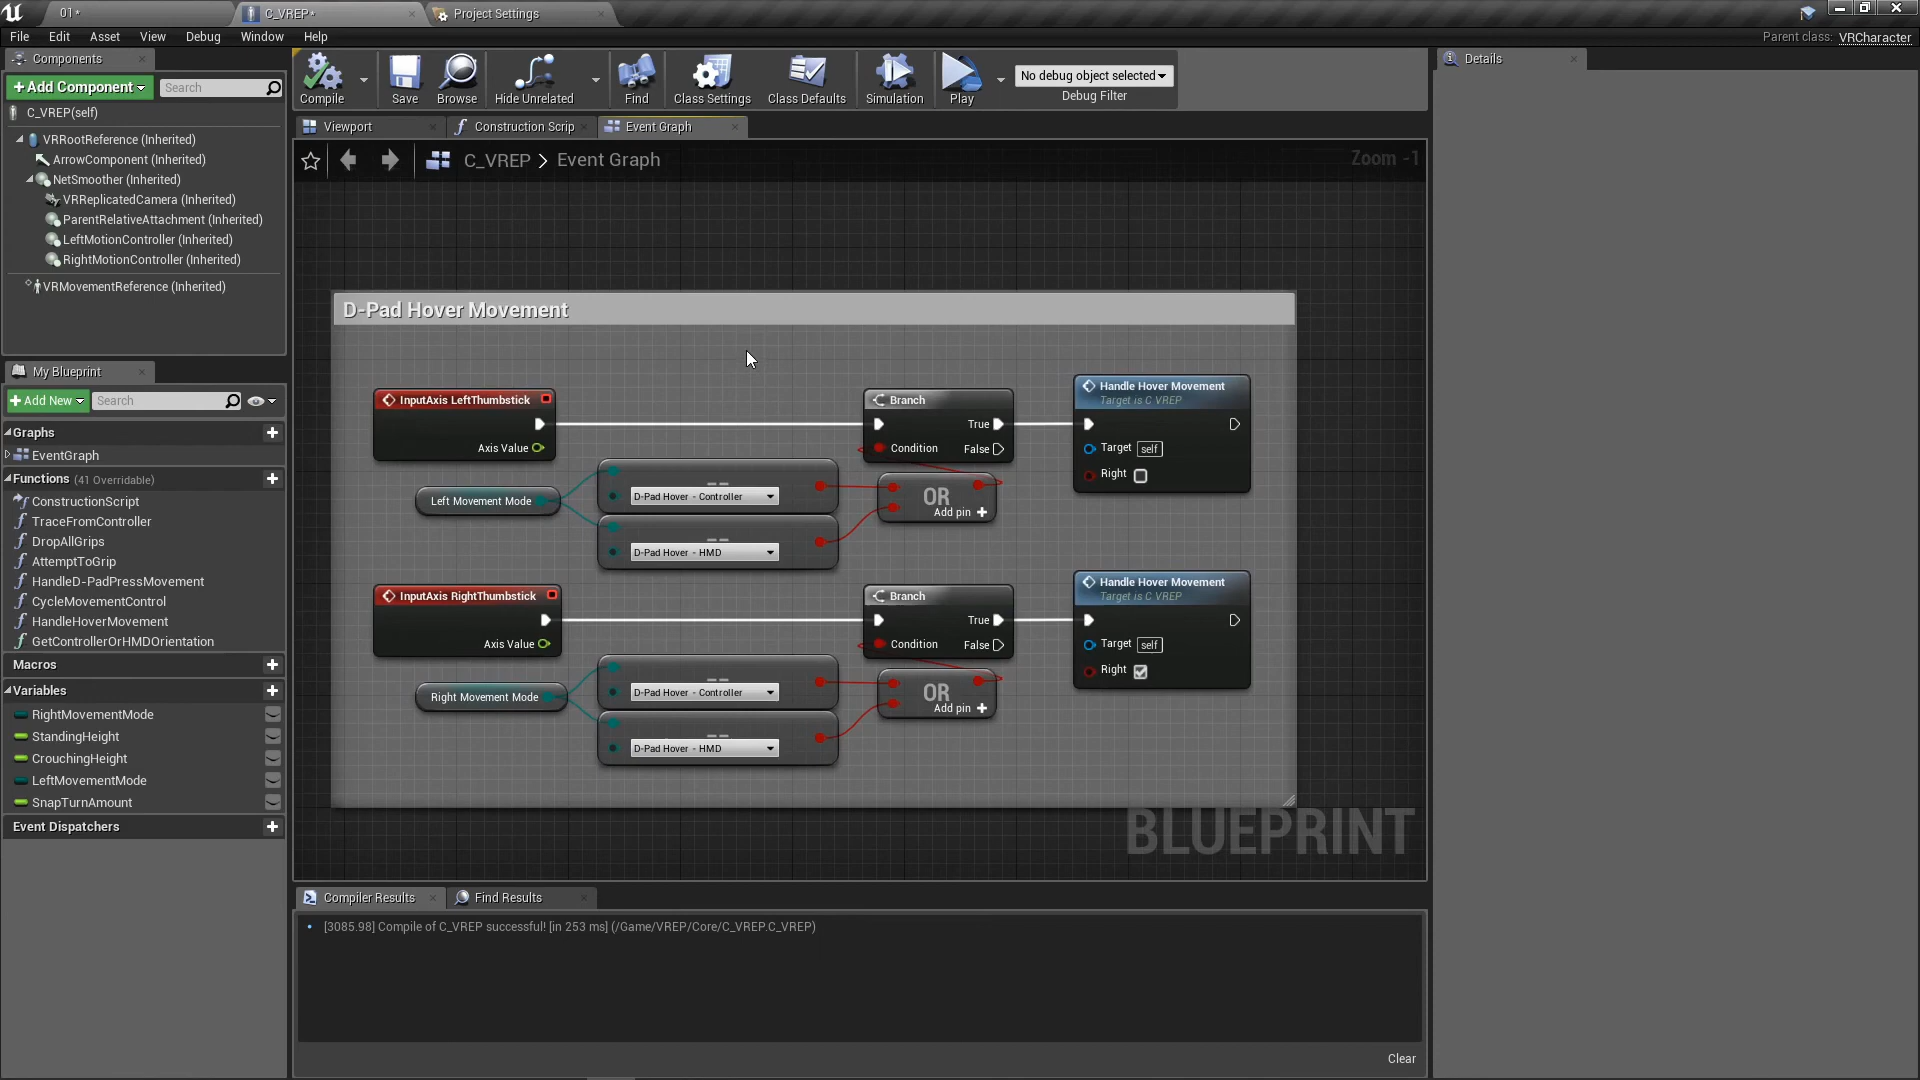 01*
C_VREP*
Project Settings
File Edit Asset View Debug Window Help
Parent class: VRCharacter
Components
+Add Component
Search
C_VREP(self)
VRRootReference (Inherited)
ArrowComponent (Inherited)
NetSmoother (Inherited)
VRReplicatedCamera (Inherited)
ParentRelativeAttachment (Inherited)
LeftMotionController (Inherited)
RightMotionController (Inherited)
VRMovementReference (Inherited)
My Blueprint
+Add New
Search
Graphs
EventGraph
Functions (41 Overridable)
ConstructionScript
TraceFromController
DropAllGrips
AttemptToGrip
HandleD-PadPressMovement
CycleMovementControl
HandleHoverMovement
GetControllerOrHMDOrientation
Macros
Variables
RightMovementMode
StandingHeight
CrouchingHeight
LeftMovementMode
SnapTurnAmount
Event Dispatchers
Compile
Save
Browse
Hide Unrelated
Find
Class Settings
Class Defaults
Simulation
Play
No debug object selected
Debug Filter
Viewport
Construction Scrip
Event Graph
C_VREP > Event Graph
Zoom -1
D-Pad Hover Movement
InputAxis LeftThumbstick
Axis Value
Left Movement Mode
==
D-Pad Hover - Controller
==
D-Pad Hover - HMD
Branch
True
Condition
False
OR
Add pin +
Handle Hover Movement
Target is C VREP
Target self
Right
InputAxis RightThumbstick
Axis Value
Right Movement Mode
==
D-Pad Hover - Controller
==
D-Pad Hover - HMD
Branch
True
Condition
False
OR
Add pin +
Handle Hover Movement
Target is C VREP
Target self
Right
BLUEPRINT
Compiler Results
Find Results
[3085.98] Compile of C_VREP successful! [in 253 ms] (/Game/VREP/Core/C_VREP.C_VREP)
Clear
Details